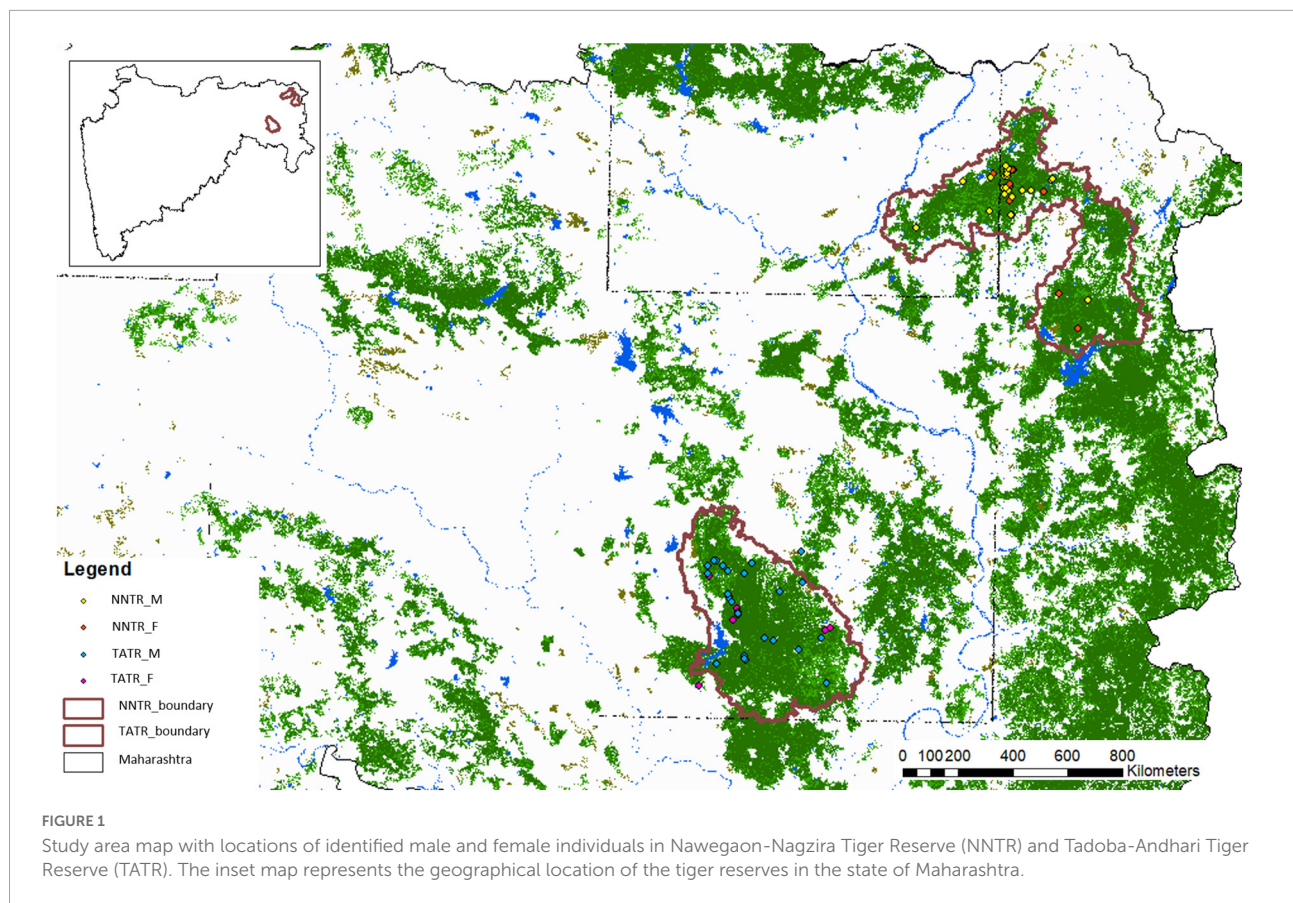 Legend
NNTR_M
NNTR_F
TATR_M
TATR_F
NNTR_boundary
TATR_boundary
Maharashtra
0 100 200 400 600 800
Kilometers
FIGURE 1
Study area map with locations of identified male and female individuals in Nawegaon-Nagzira Tiger Reserve (NNTR) and Tadoba-Andhari Tiger
Reserve (TATR). The inset map represents the geographical location of the tiger reserves in the state of Maharashtra.